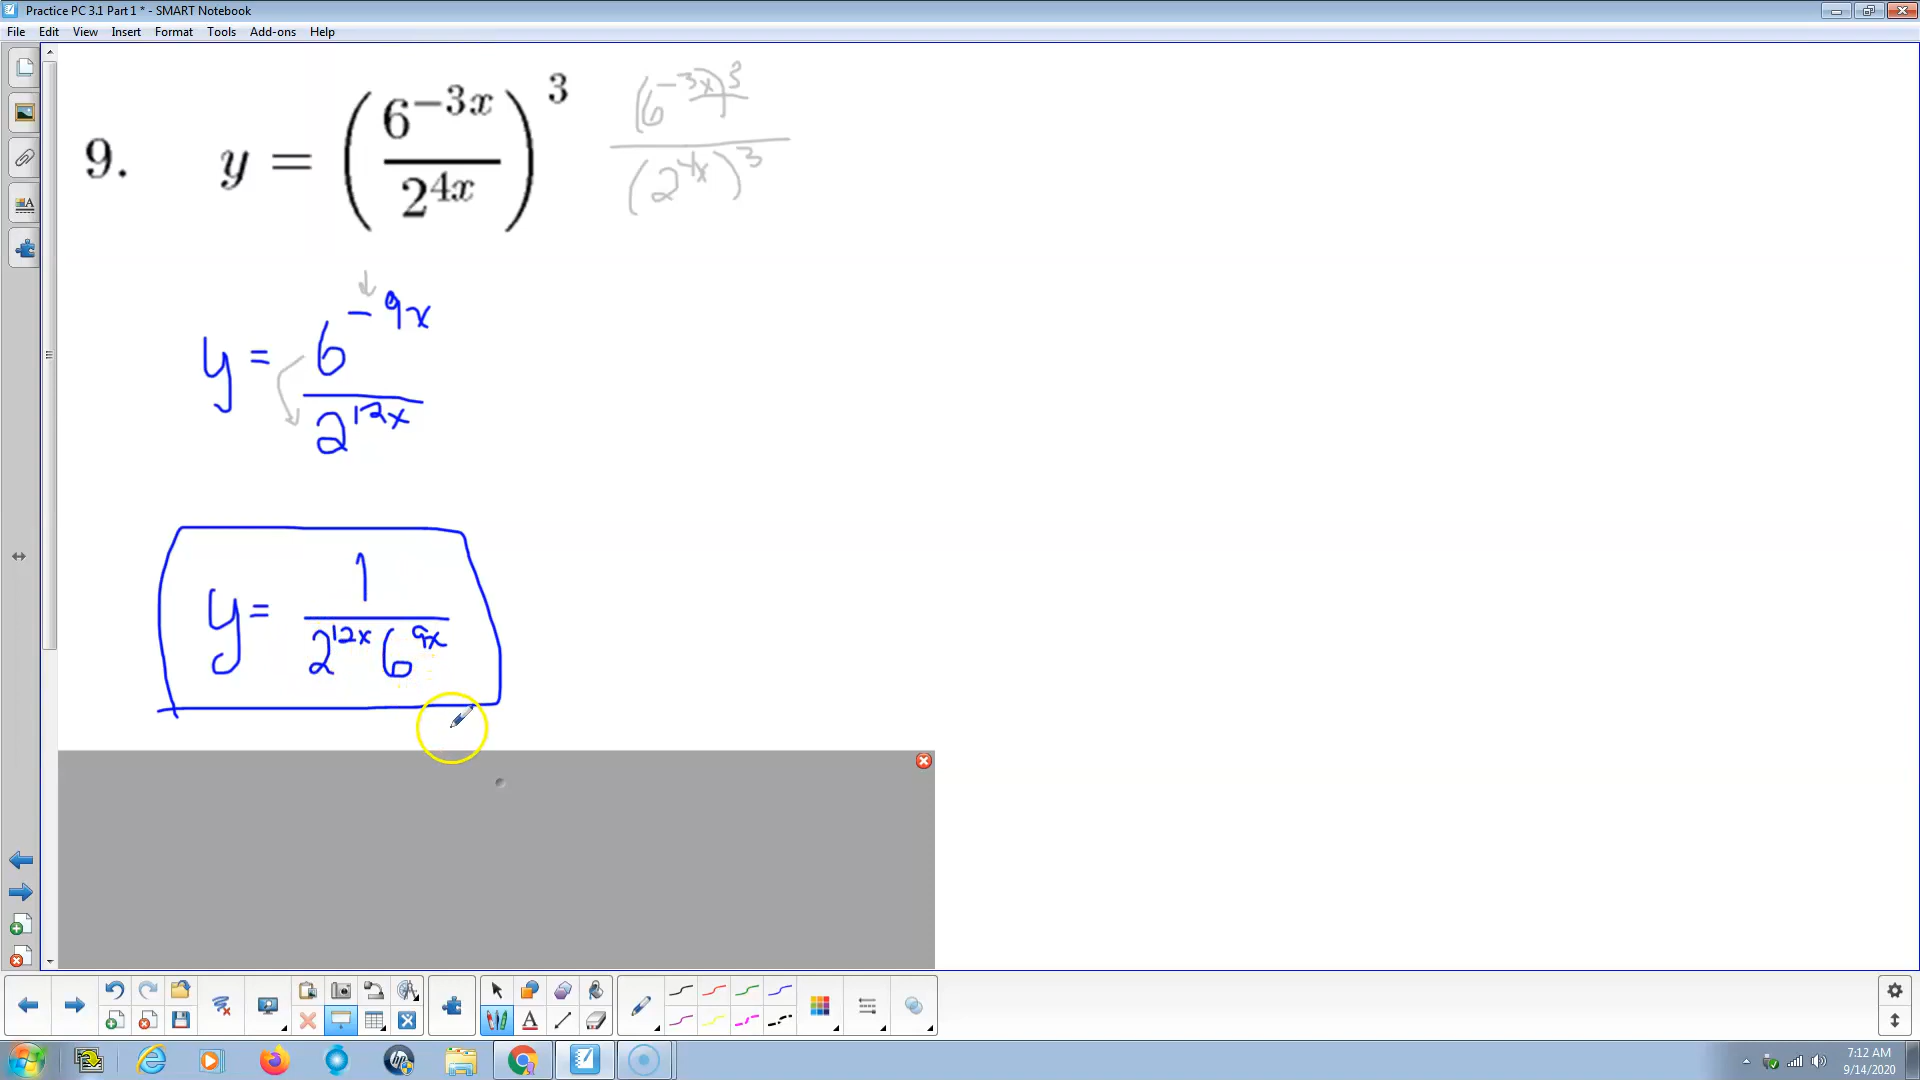 Practice PC 3.1 Part 1 * - SMART Notebook
File Edit View Insert Format Tools Add-ons Help
9. y = (6^{-3x} / 2^{4x})^3
(6^{-3x})^3 / (2^{4x})^3
y = 6^{-9x} / 2^{12x}
y = 1 / 2^{12x} 6^{9x}
7:12 AM
9/14/2020